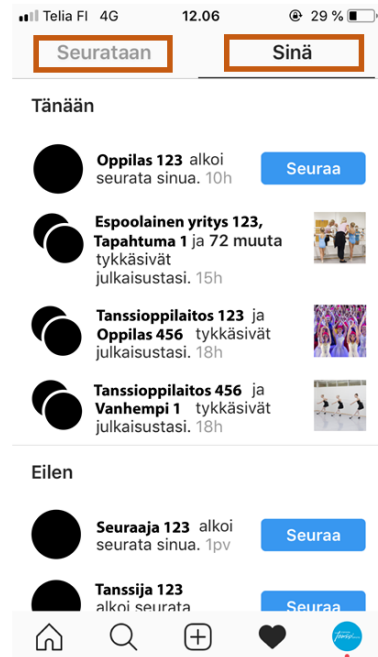 Telia FI 4G 12.06 29 %
Seurataan Sinä
Tänään
Oppilas 123 alkoi
seurata sinua. 10h
Seuraa
Espoolainen yritys 123,
Tapahtuma 1 ja 72 muuta
tykkäsivät
julkaisustasi. 15h
Tanssioppilaitos 123 ja
Oppilas 456 tykkäsivät
julkaisustasi. 18h
Tanssioppilaitos 456 ja
Vanhempi 1 tykkäsivät
julkaisustasi. 18h
Eilen
Seuraaja 123 alkoi
seurata sinua. 1pv
Seuraa
Tanssija 123
alkoi seurata
Seuraa